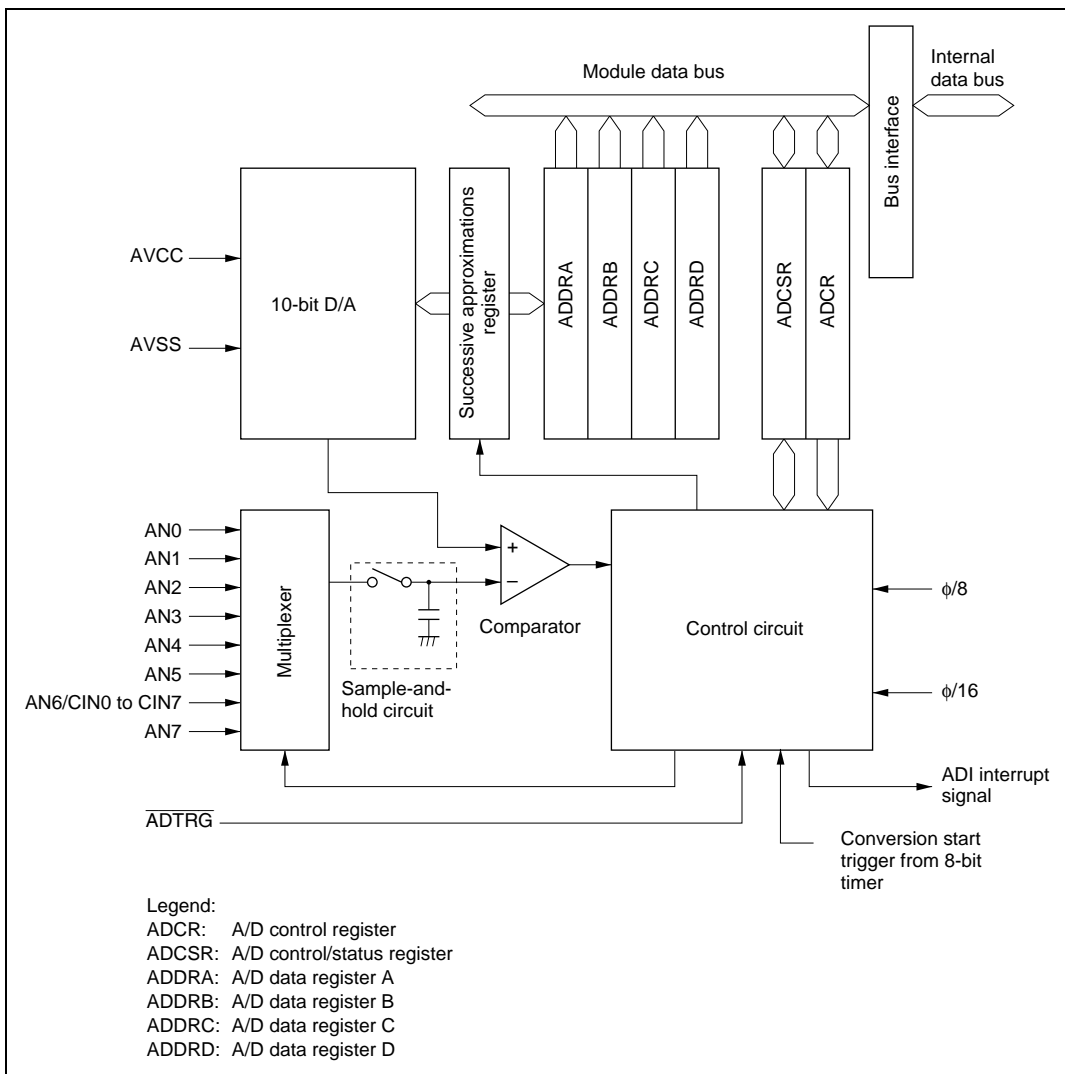 Module data bus
Internal
data bus
Bus interface
AVCC
AVSS
10-bit D/A
Successive approximations
register
ADDRA
ADDRB
ADDRC
ADDRD
ADCSR
ADCR
AN0
AN1
AN2
AN3
AN4
AN5
AN6/CIN0 to CIN7
AN7
Multiplexer
Sample-and-
hold circuit
+
−
Comparator
Control circuit
ϕ/8
ϕ/16
ADI interrupt
signal
ADTRG
Conversion start
trigger from 8-bit
timer
Legend:
ADCR: A/D control register
ADCSR: A/D control/status register
ADDRA: A/D data register A
ADDRB: A/D data register B
ADDRC: A/D data register C
ADDRD: A/D data register D